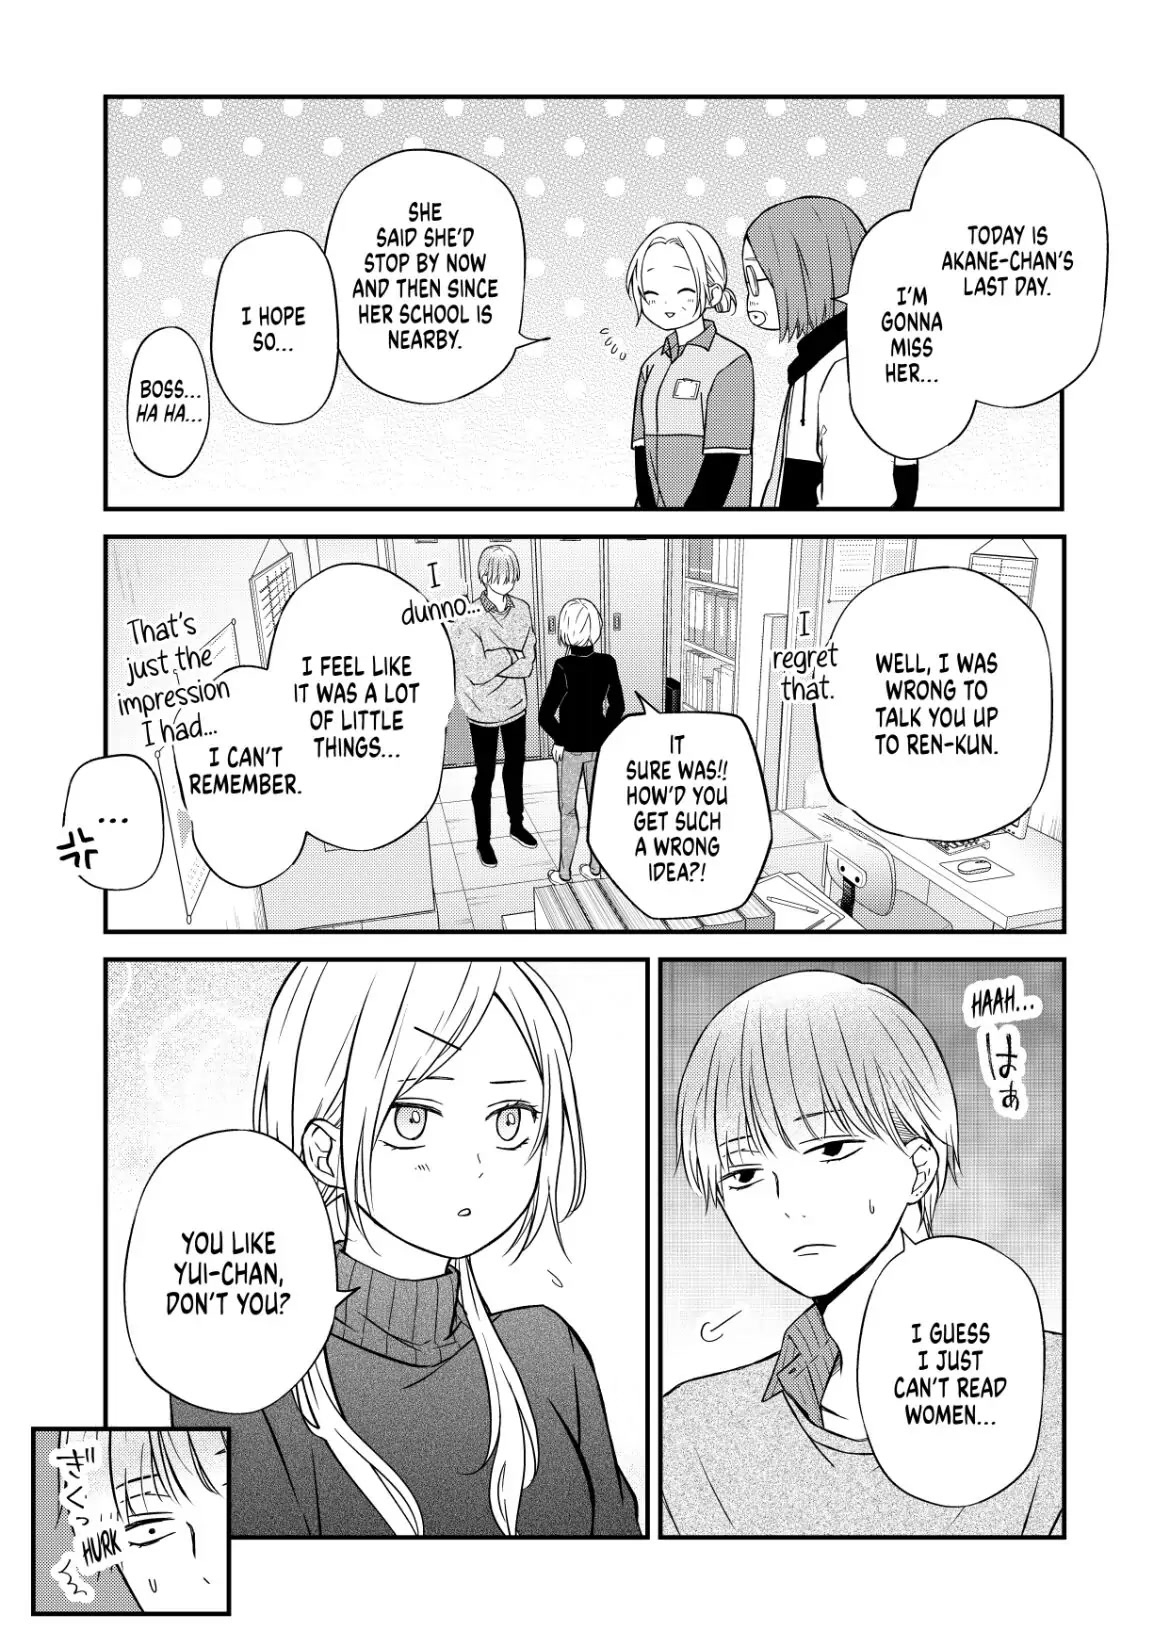 TODAY IS
AKANE-CHAN'S
LAST DAY.
I'M
GONNA
MISS
HER...
SHE
SAID SHE'D
STOP BY NOW
AND THEN SINCE
HER SCHOOL IS
NEARBY.
I HOPE
SO...
BOSS...
HA HA...
WELL, I WAS
WRONG TO
TALK YOU UP
TO REN-KUN.
I
regret
that.
IT
SURE WAS!!
HOW'D YOU
GET SUCH
A WRONG
IDEA?!
I
dunno...
I FEEL LIKE
IT WAS A LOT
OF LITTLE
THINGS...
I CAN'T
REMEMBER.
That's
just the
impression
I had...
...
HAAH...
はぁ
I GUESS
I JUST
CAN'T READ
WOMEN...
YOU LIKE
YUI-CHAN,
DON'T YOU?
ぎくっ
HURK